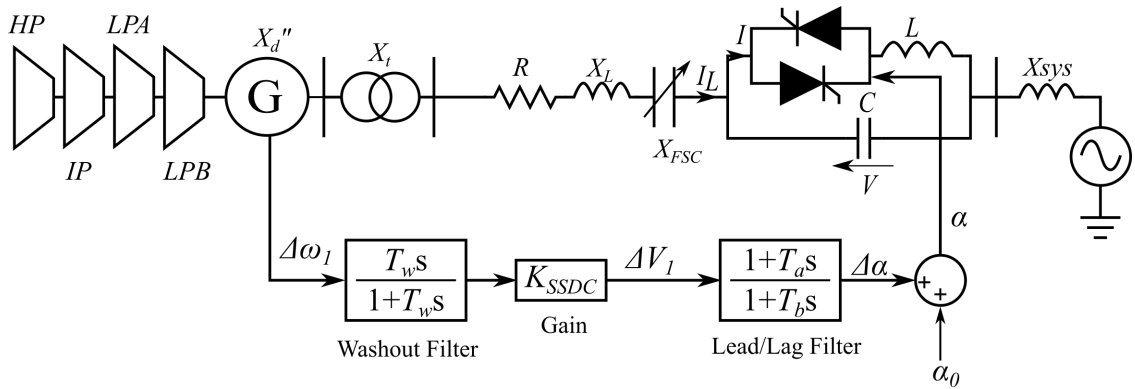 HP
LPA
X_d"
X_t
R
X_L
I_L
I
L
Xsys
G
C
IP
LPB
X_FSC
V
α
Δω_1
T_w s
1+T_w s
K_SSDC
ΔV_1
1+T_a s
1+T_b s
Δα
+
+
Washout Filter
Gain
Lead/Lag Filter
α_0